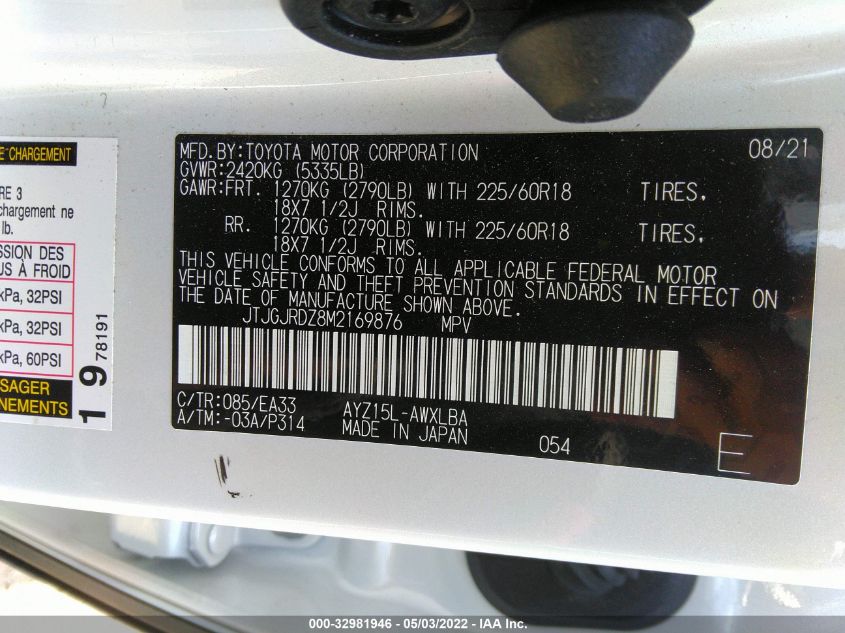 E CHARGEMENT
RE 3
chargement ne
lb.
SSION DES
US À FROID
kPa, 32PSI
kPa, 32PSI
kPa, 60PSI
SAGER
NEMENTS
19 78191
MFD.BY:TOYOTA MOTOR CORPORATION 08/21
GVWR:2420KG (5335LB)
GAWR:FRT. 1270KG (2790LB) WITH 225/60R18 TIRES,
18X7 1/2J RIMS.
RR. 1270KG (2790LB) WITH 225/60R18 TIRES,
18X7 1/2J RIMS.
THIS VEHICLE CONFORMS TO ALL APPLICABLE FEDERAL MOTOR
VEHICLE SAFETY AND THEFT PREVENTION STANDARDS IN EFFECT ON
THE DATE OF MANUFACTURE SHOWN ABOVE.
JTJGJRDZ8M2169876 MPV
C/TR:085/EA33 AYZ15L-AWXLBA
A/TM:-03A/P314 MADE IN JAPAN 054 E
000-32981946 - 05/03/2022 - IAA Inc.